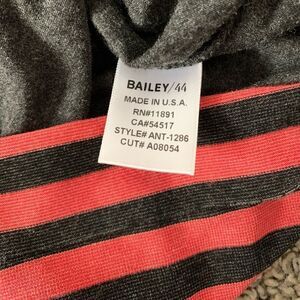 BAILEY/44
MADE IN U.S.A.
RN#11891
CA#54517
STYLE# ANT-1286
CUT# A08054